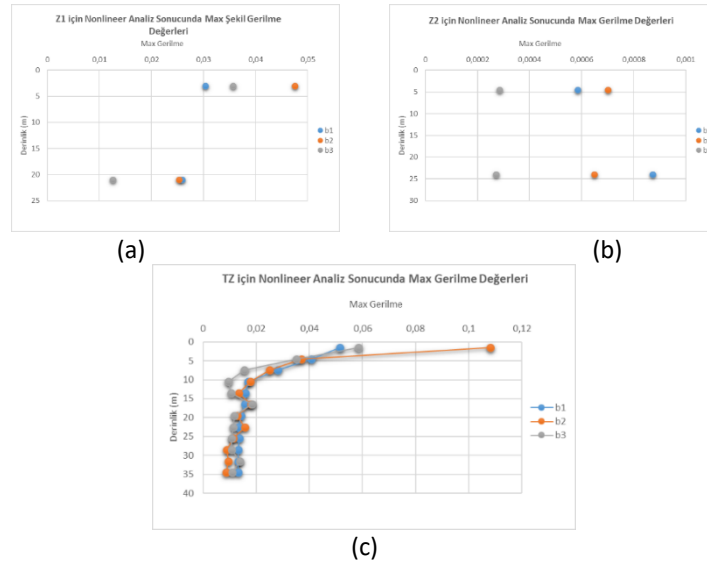 Z1 için Nonlineer Analiz Sonucunda Max Şekil Gerilme
Değerleri
Max Gerilme
0 0,01 0,02 0,03 0,04 0,05
0
5
10
15
20
25
Derinlik (m)
b1
b2
b3
(a)
Z2 için Nonlineer Analiz Sonucunda Max Gerilme Değerleri
Max Gerilme
0 0,0002 0,0004 0,0006 0,0008 0,001
0
5
10
15
20
25
30
Derinlik (m)
(b)
TZ için Nonlineer Analiz Sonucunda Max Gerilme Değerleri
Max Gerilme
0 0,02 0,04 0,06 0,08 0,1 0,12
0
5
10
15
20
25
30
35
40
Derinlik (m)
b1
b2
b3
(c)